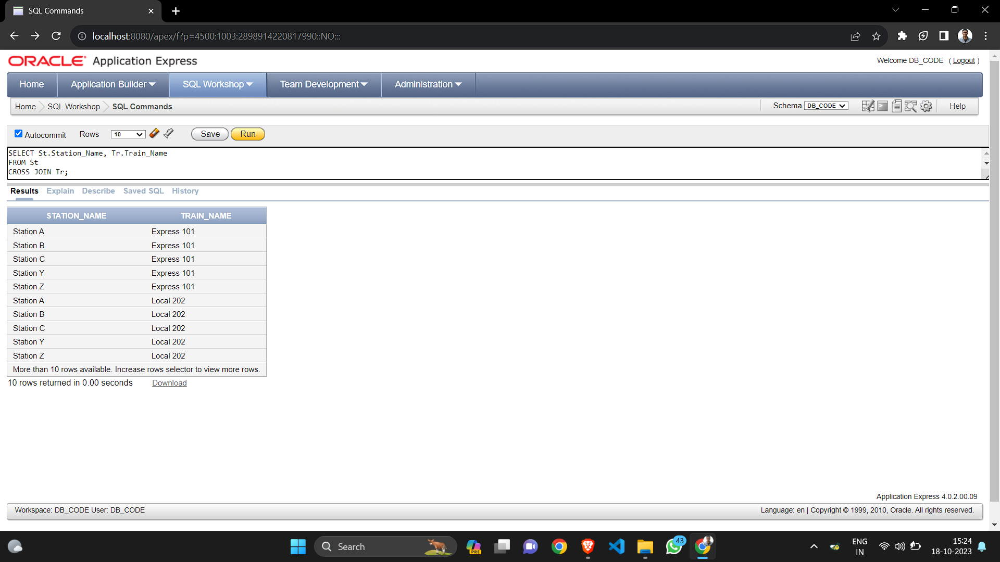 SQL Commands
localhost:8080/apex/f?p=4500:1003:2898914220817990::NO:::
ORACLE Application Express
Welcome DB_CODE ( Logout )
Home Application Builder SQL Workshop Team Development Administration
Home SQL Workshop SQL Commands Schema DB_CODE Help
Autocommit Rows 10 Save Run
SELECT St.Station_Name, Tr.Train_Name
FROM St
CROSS JOIN Tr;
Results Explain Describe Saved SQL History
STATION_NAME TRAIN_NAME
Station A Express 101
Station B Express 101
Station C Express 101
Station Y Express 101
Station Z Express 101
Station A Local 202
Station B Local 202
Station C Local 202
Station Y Local 202
Station Z Local 202
More than 10 rows available. Increase rows selector to view more rows.
10 rows returned in 0.00 seconds Download
Application Express 4.0.2.00.09
Workspace: DB_CODE User: DB_CODE
Language: en | Copyright © 1999, 2010, Oracle. All rights reserved.
Search
PRE
43
ENG
IN
15:24
18-10-2023